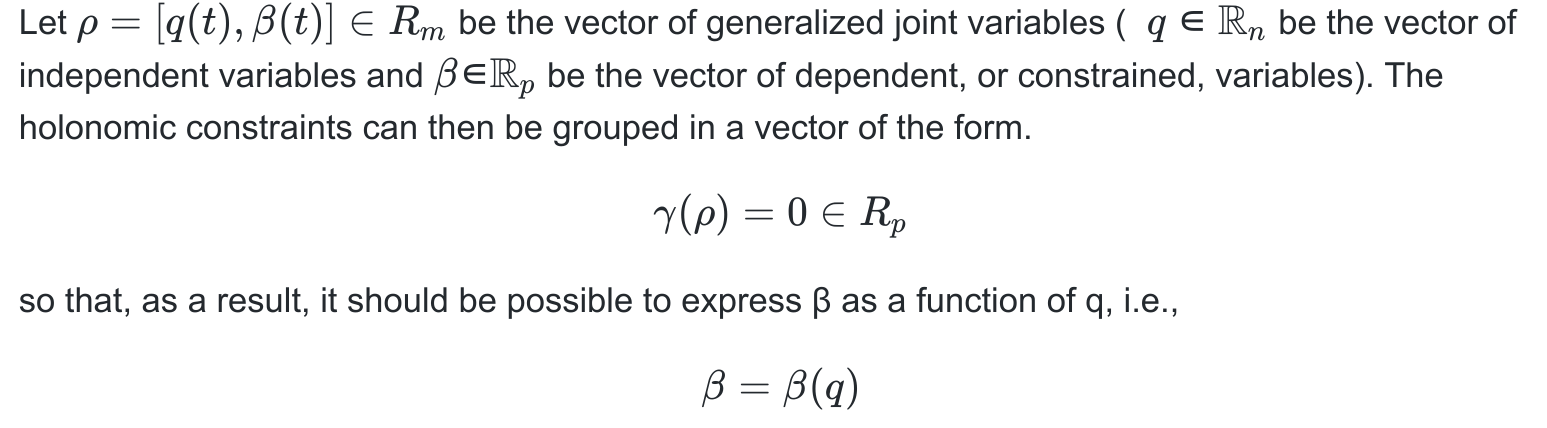 Let ρ = [q(t), β(t)] ∈ R_m be the vector of generalized joint variables ( q ∈ ℝ_n be the vector of
independent variables and β∈ℝ_p be the vector of dependent, or constrained, variables). The
holonomic constraints can then be grouped in a vector of the form.
γ(ρ) = 0 ∈ R_p
so that, as a result, it should be possible to express β as a function of q, i.e.,
β = β(q)